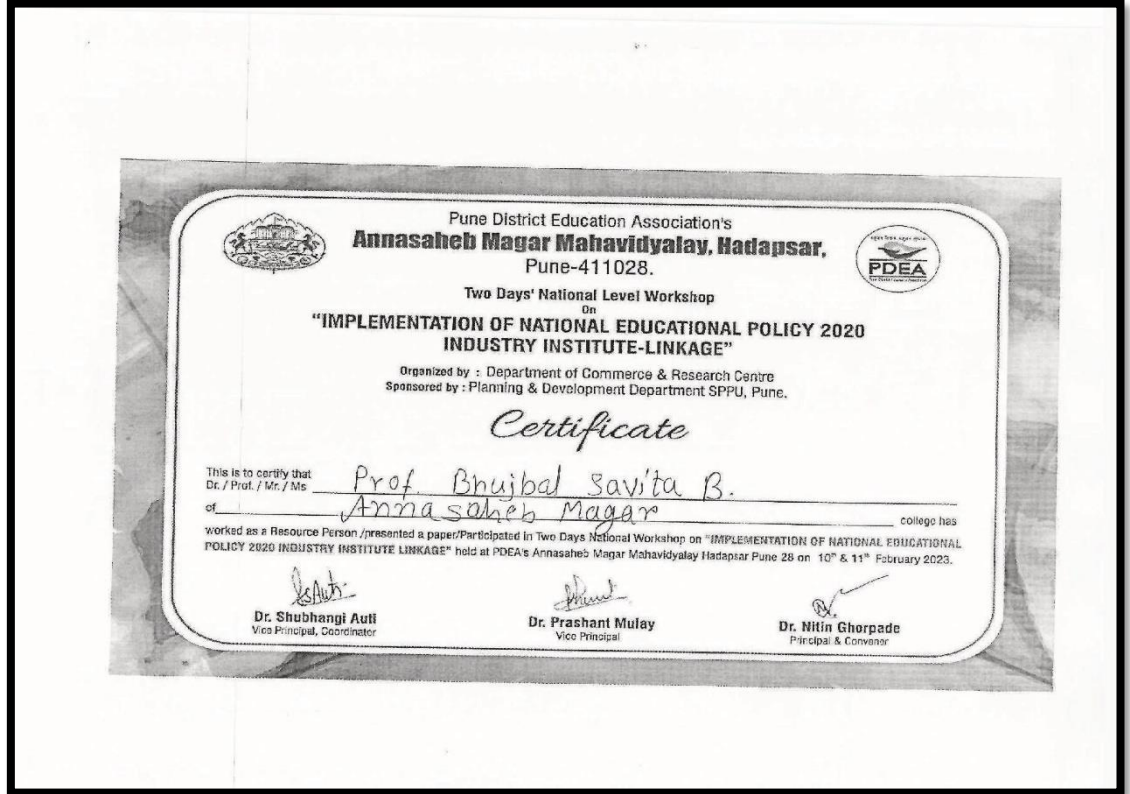 Pune District Education Association's
Annasaheb Magar Mahavidyalay, Hadapsar,
Pune-411028.
PDEA
Two Days' National Level Workshop
On
"IMPLEMENTATION OF NATIONAL EDUCATIONAL POLICY 2020
INDUSTRY INSTITUTE-LINKAGE"
Organized by : Department of Commerce & Research Centre
Sponsored by : Planning & Development Department SPPU, Pune.
Certificate
This is to certify that
Dr. / Prof. / Mr. / Ms Prof. Bhujbal Savita B.
of Annasaheb Magar college has
worked as a Resource Person /presented a paper/Participated in Two Days National Workshop on "IMPLEMENTATION OF NATIONAL EDUCATIONAL
POLICY 2020 INDUSTRY INSTITUTE LINKAGE" held at PDEA's Annasaheb Magar Mahavidyalay Hadapsar Pune 28 on 10th & 11th February 2023.
Dr. Shubhangi Auti
Vice Principal, Coordinator
Dr. Prashant Mulay
Vice Principal
Dr. Nitin Ghorpade
Principal & Convener